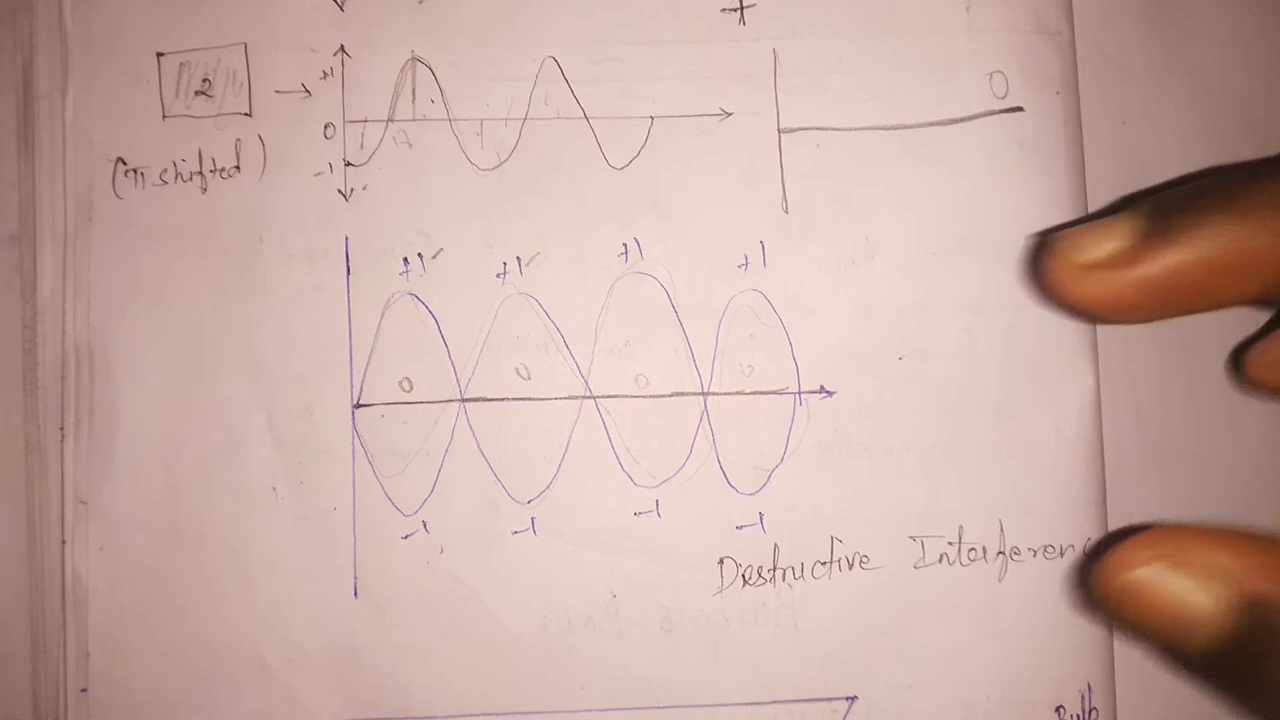 +
2 → +1
0
0
-1
(π shifted)
+1 +1 +1 +1
0 0 0 0
-1 -1 -1 -1
Destructive Interferenc
Bulb